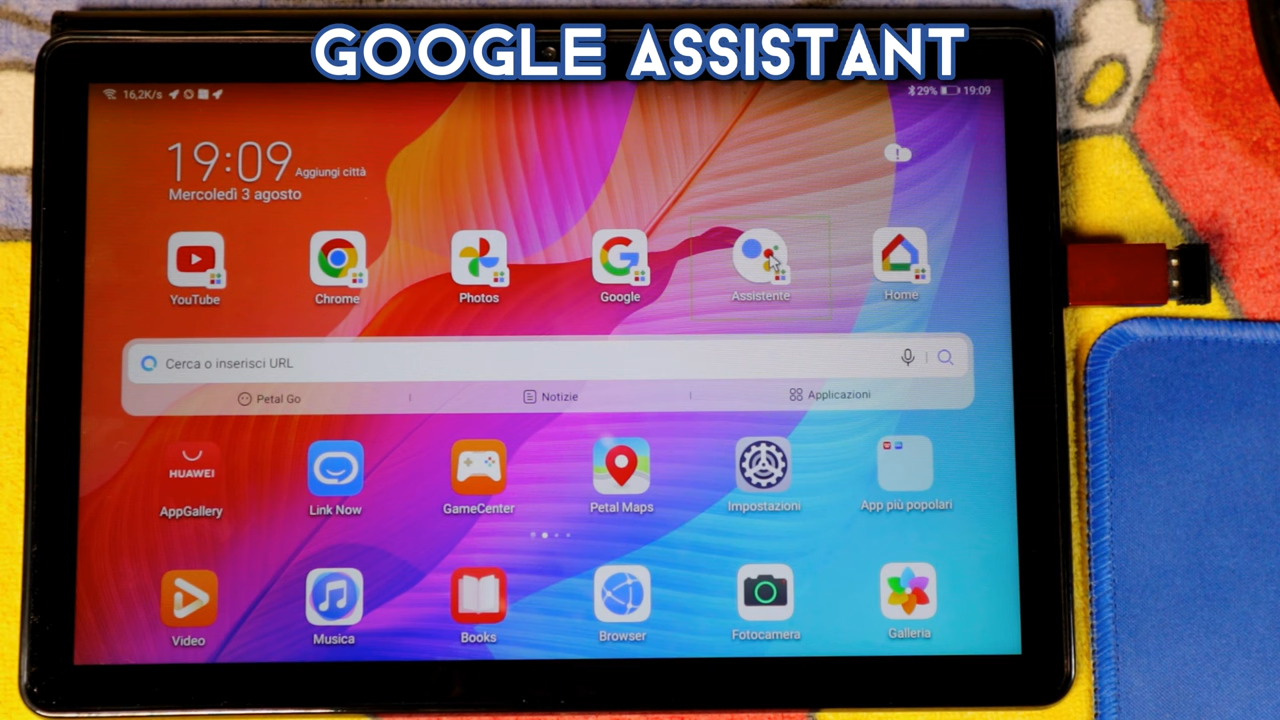 GOOGLE ASSISTANT
16,2K/s
29% 19:09
19:09 Aggiungi città
Mercoledì 3 agosto
YouTube
Chrome
Photos
Google
Assistente
Home
Cerca o inserisci URL
Petal Go
Notizie
Applicazioni
HUAWEI
AppGallery
Link Now
GameCenter
Petal Maps
Impostazioni
App più popolari
Video
Musica
Books
Browser
Fotocamera
Galleria